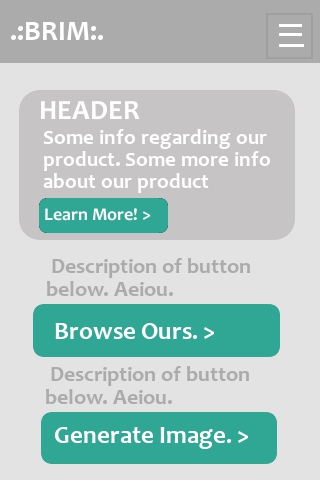 .:BRIM:.
HEADER
Some info regarding our
product. Some more info
about our product
Learn More! >
Description of button
below. Aeiou.
Browse Ours. >
Description of button
below. Aeiou.
Generate Image. >